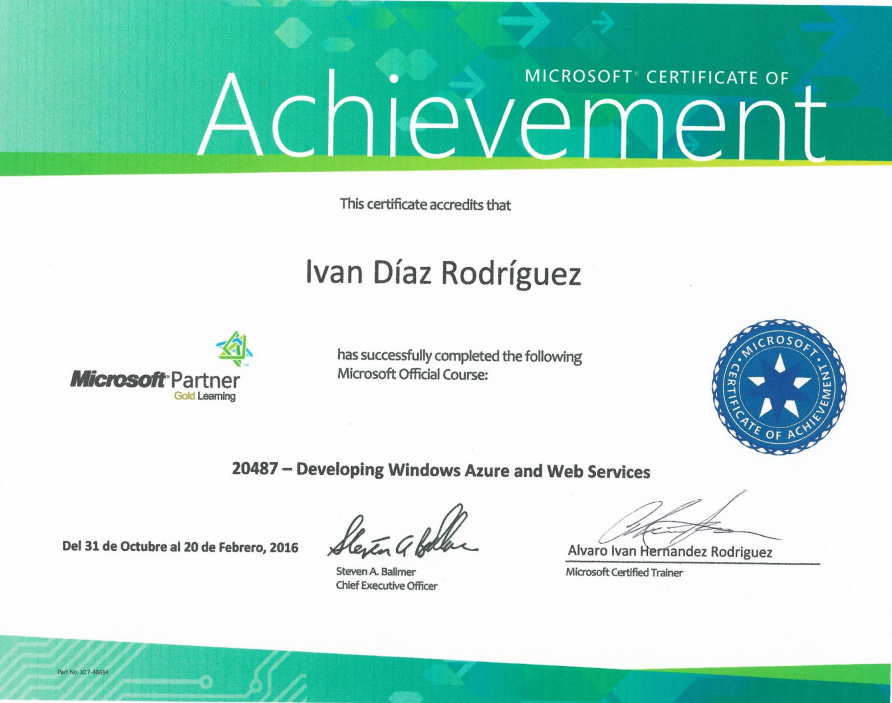 MICROSOFT® CERTIFICATE OF
Achievement
This certificate accredits that
Ivan Díaz Rodríguez
Microsoft® Partner
Gold Learning
has successfully completed the following
Microsoft Official Course:
MICROSOFT • CERTIFICATE OF ACHIEVEMENT •
20487 – Developing Windows Azure and Web Services
Del 31 de Octubre al 20 de Febrero, 2016
Steven A Ballmer
Steven A. Ballmer
Chief Executive Officer
Alvaro Ivan Hernandez Rodriguez
Microsoft Certified Trainer
Part No. X17-48694